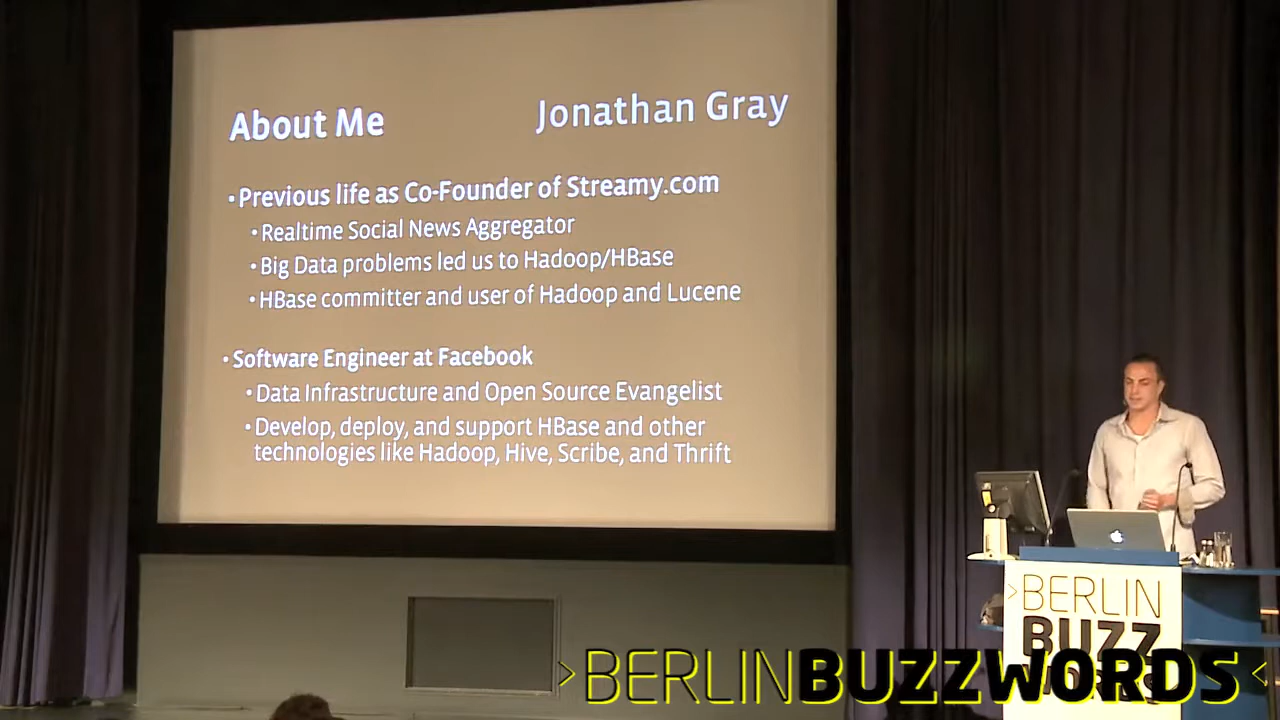 About Me
Jonathan Gray
•Previous life as Co-Founder of Streamy.com
•Realtime Social News Aggregator
•Big Data problems led us to Hadoop/HBase
•HBase committer and user of Hadoop and Lucene
•Software Engineer at Facebook
•Data Infrastructure and Open Source Evangelist
•Develop, deploy, and support HBase and other
technologies like Hadoop, Hive, Scribe, and Thrift
>BERLIN
BUZZ
WORDS
>BERLINBUZZWORDS<